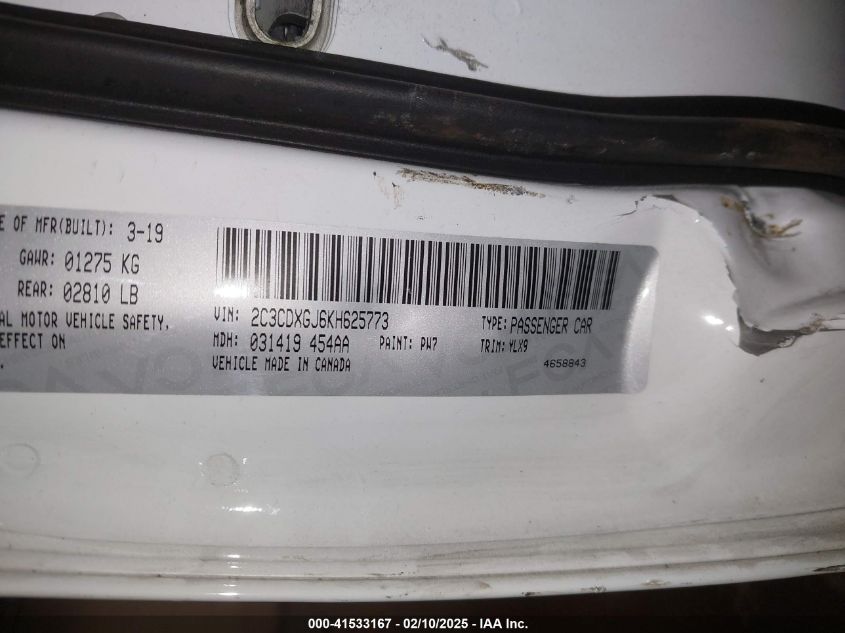 E OF MFR(BUILT): 3-19
GAWR: 01275 KG
REAR: 02810 LB
AL MOTOR VEHICLE SAFETY,
EFFECT ON
VIN: 2C3CDXGJ6KH625773
TYPE: PASSENGER CAR
MDH: 031419 454AA
PAINT: PW7
TRIM: YLX9
VEHICLE MADE IN CANADA
4658843
000-41533167 - 02/10/2025 - IAA Inc.